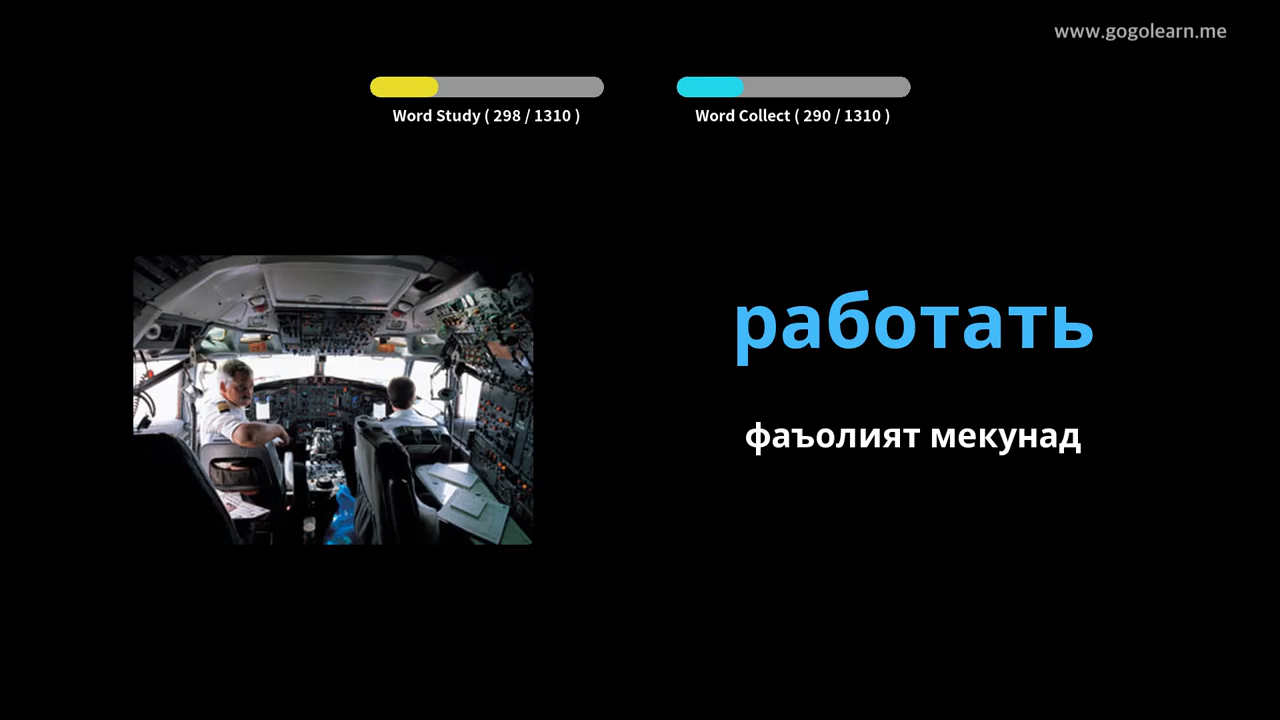 www.gogolearn.me
Word Study ( 298 / 1310 )
Word Collect ( 290 / 1310 )
работать
фаъолият мекунад